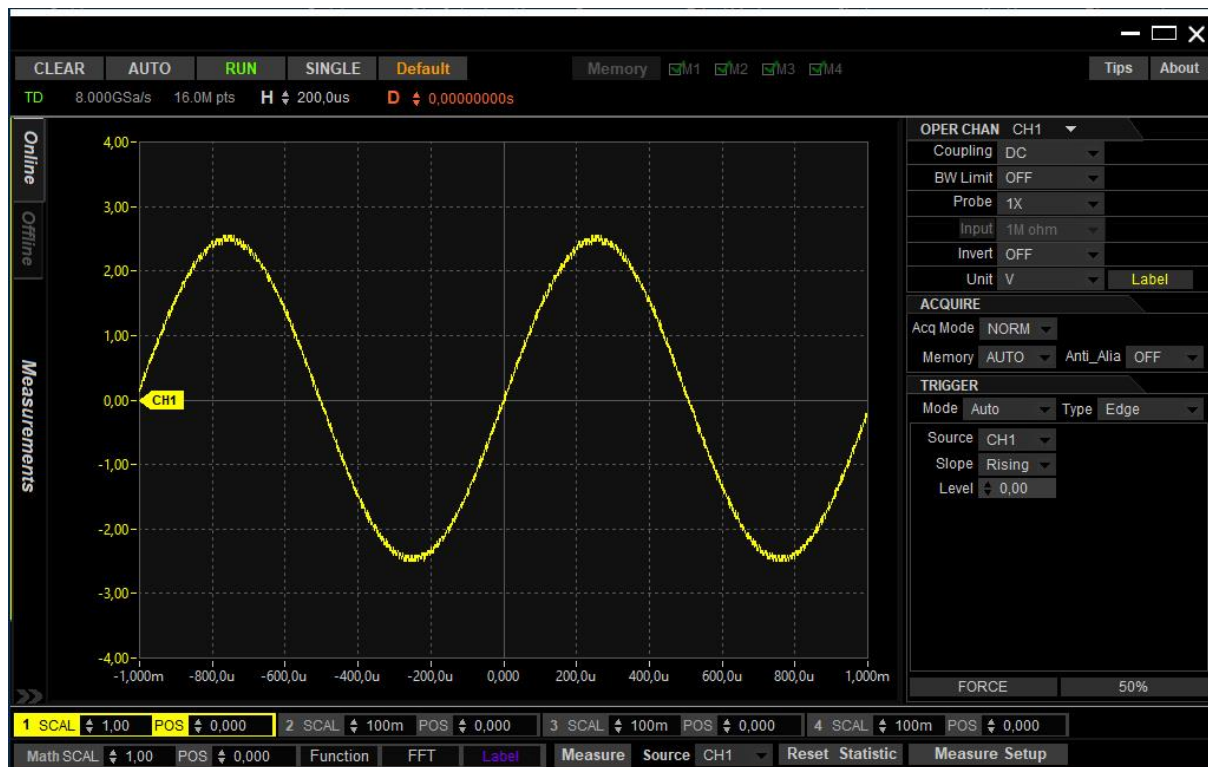 CLEAR AUTO RUN SINGLE Default Memory M1 M2 M3 M4 Tips About
TD 8.000GSa/s 16.0M pts H 200,0us D 0,00000000s
Online
Offline
Measurements
4,00
3,00
2,00
1,00
0,00
-1,00
-2,00
-3,00
-4,00
CH1
-1,000m -800,0u -600,0u -400,0u -200,0u 0,000 200,0u 400,0u 600,0u 800,0u 1,000m
OPER CHAN CH1
Coupling DC
BW Limit OFF
Probe 1X
Input 1M ohm
Invert OFF
Unit V Label
ACQUIRE
Acq Mode NORM
Memory AUTO Anti_Alia OFF
TRIGGER
Mode Auto Type Edge
Source CH1
Slope Rising
Level 0,00
FORCE 50%
1 SCAL 1,00 POS 0,000 2 SCAL 100m POS 0,000 3 SCAL 100m POS 0,000 4 SCAL 100m POS 0,000
Math SCAL 1,00 POS 0,000 Function FFT Label Measure Source CH1 Reset Statistic Measure Setup